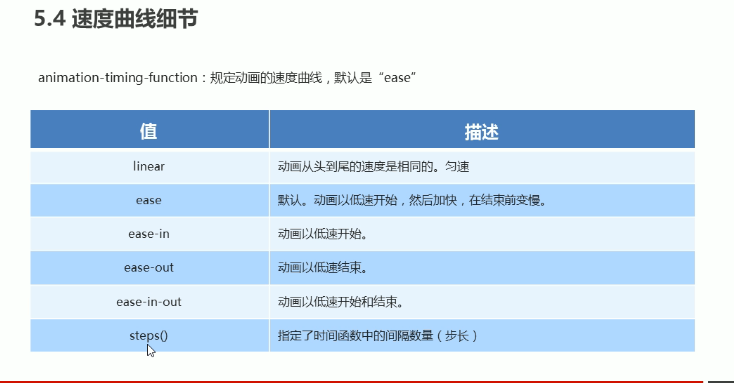 5.4 速度曲线细节
animation-timing-function：规定动画的速度曲线，默认是“ease”
值 描述
linear 动画从头到尾的速度是相同的。匀速
ease 默认。动画以低速开始，然后加快，在结束前变慢。
ease-in 动画以低速开始。
ease-out 动画以低速结束。
ease-in-out 动画以低速开始和结束。
steps() 指定了时间函数中的间隔数量（步长）